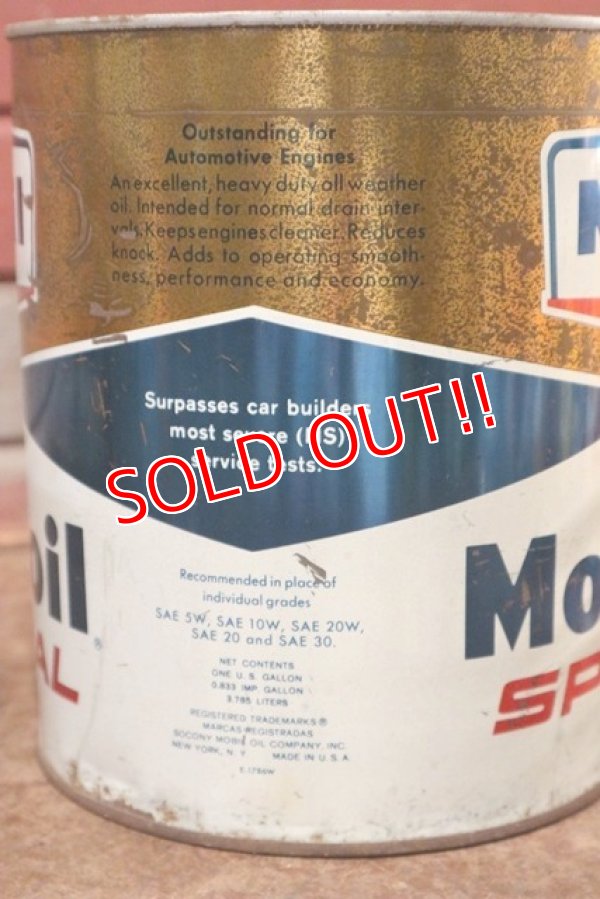 Outstanding for
Automotive Engines
An excellent, heavy duty all weather
oil. Intended for normal drain inter-
vals. Keeps engines cleaner. Reduces
knock. Adds to operating smooth-
ness, performance and economy.
M
Surpasses car builders
most severe (MS)
service tests.
SOLD OUT!!
oil
®
AL
Mo
SP
Recommended in place of
individual grades
SAE 5W, SAE 10W, SAE 20W,
SAE 20 and SAE 30.
NET CONTENTS
ONE U.S. GALLON
0.833 IMP. GALLON
3.785 LITERS
REGISTERED TRADEMARKS ®
MARCAS REGISTRADAS
SOCONY MOBIL OIL COMPANY, INC.
NEW YORK, N.Y. MADE IN U.S.A.